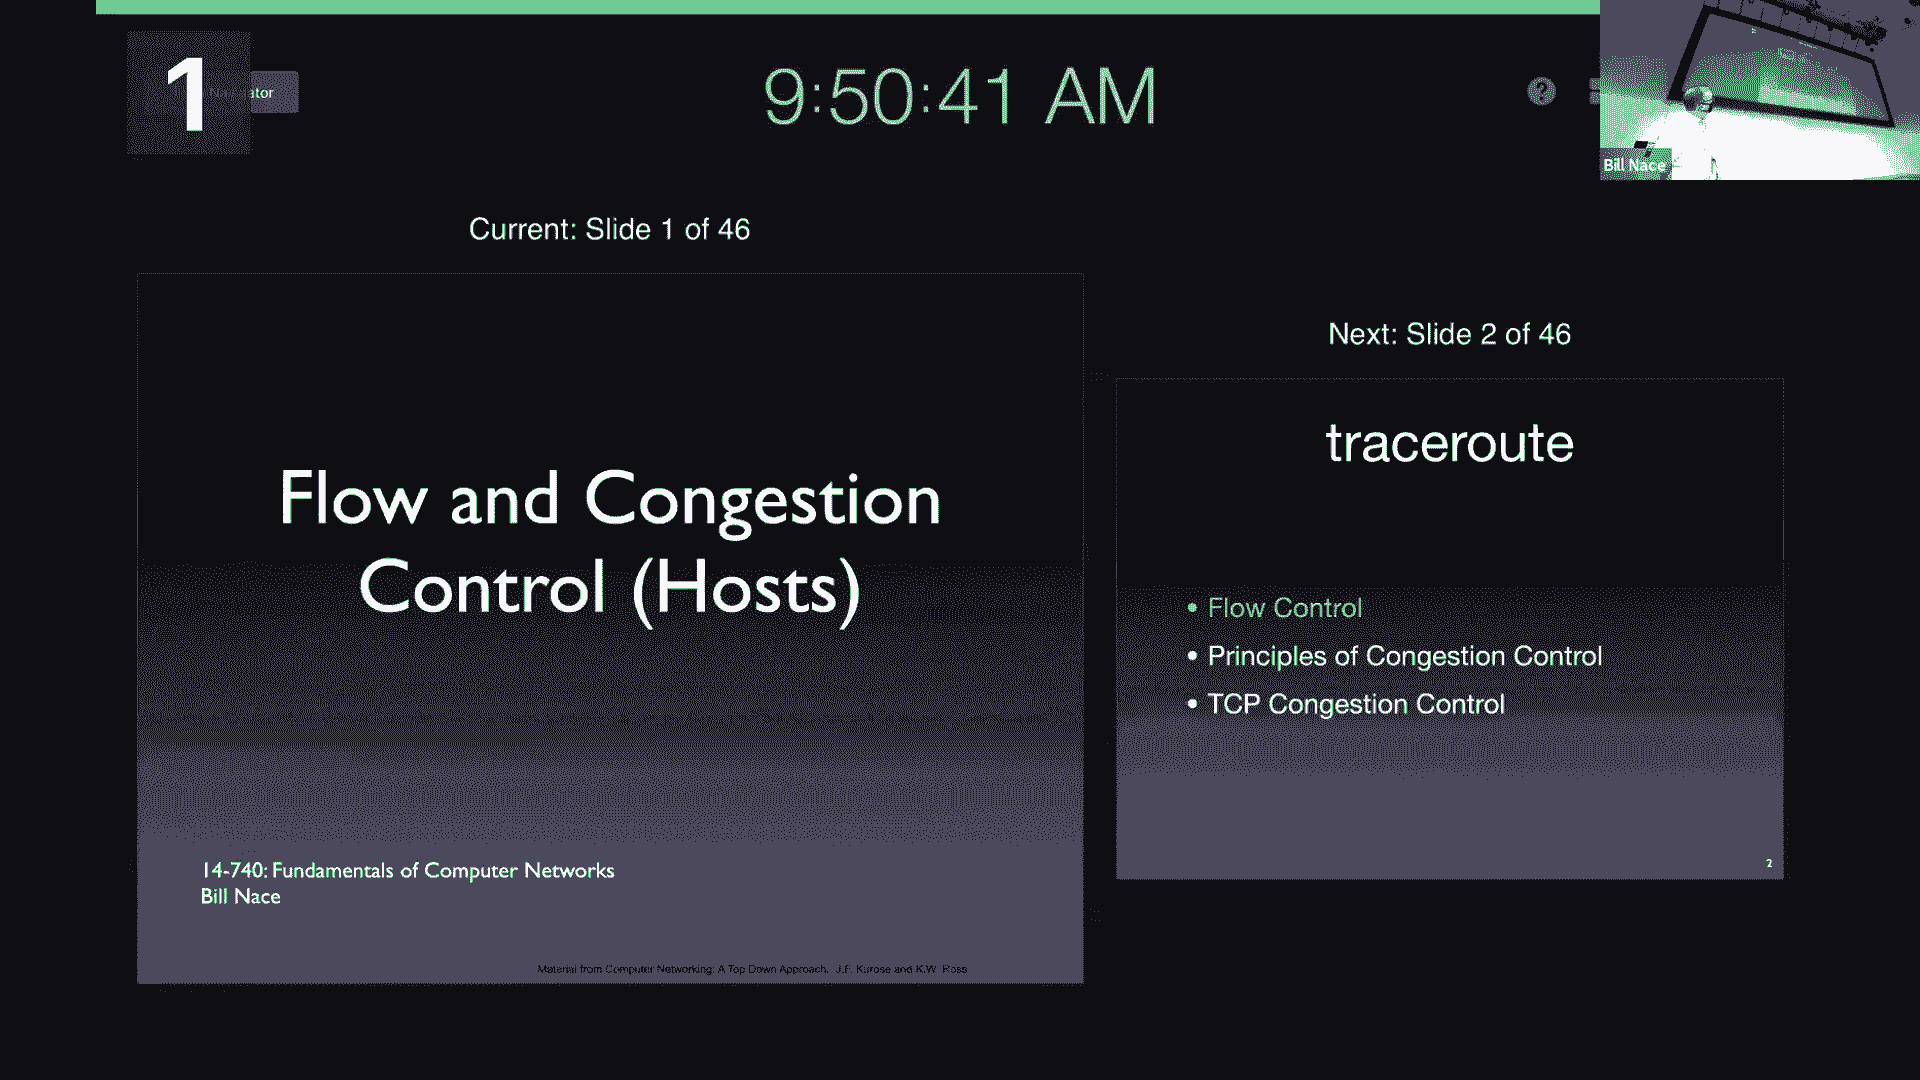 1
9:50:41 AM
?
Bill Nace
Current: Slide 1 of 46
Next: Slide 2 of 46
Flow and Congestion
Control (Hosts)
14-740: Fundamentals of Computer Networks
Bill Nace
Material from Computer Networking: A Top Down Approach, J.F. Kurose and K.W. Ross
traceroute
• Flow Control
• Principles of Congestion Control
• TCP Congestion Control
2